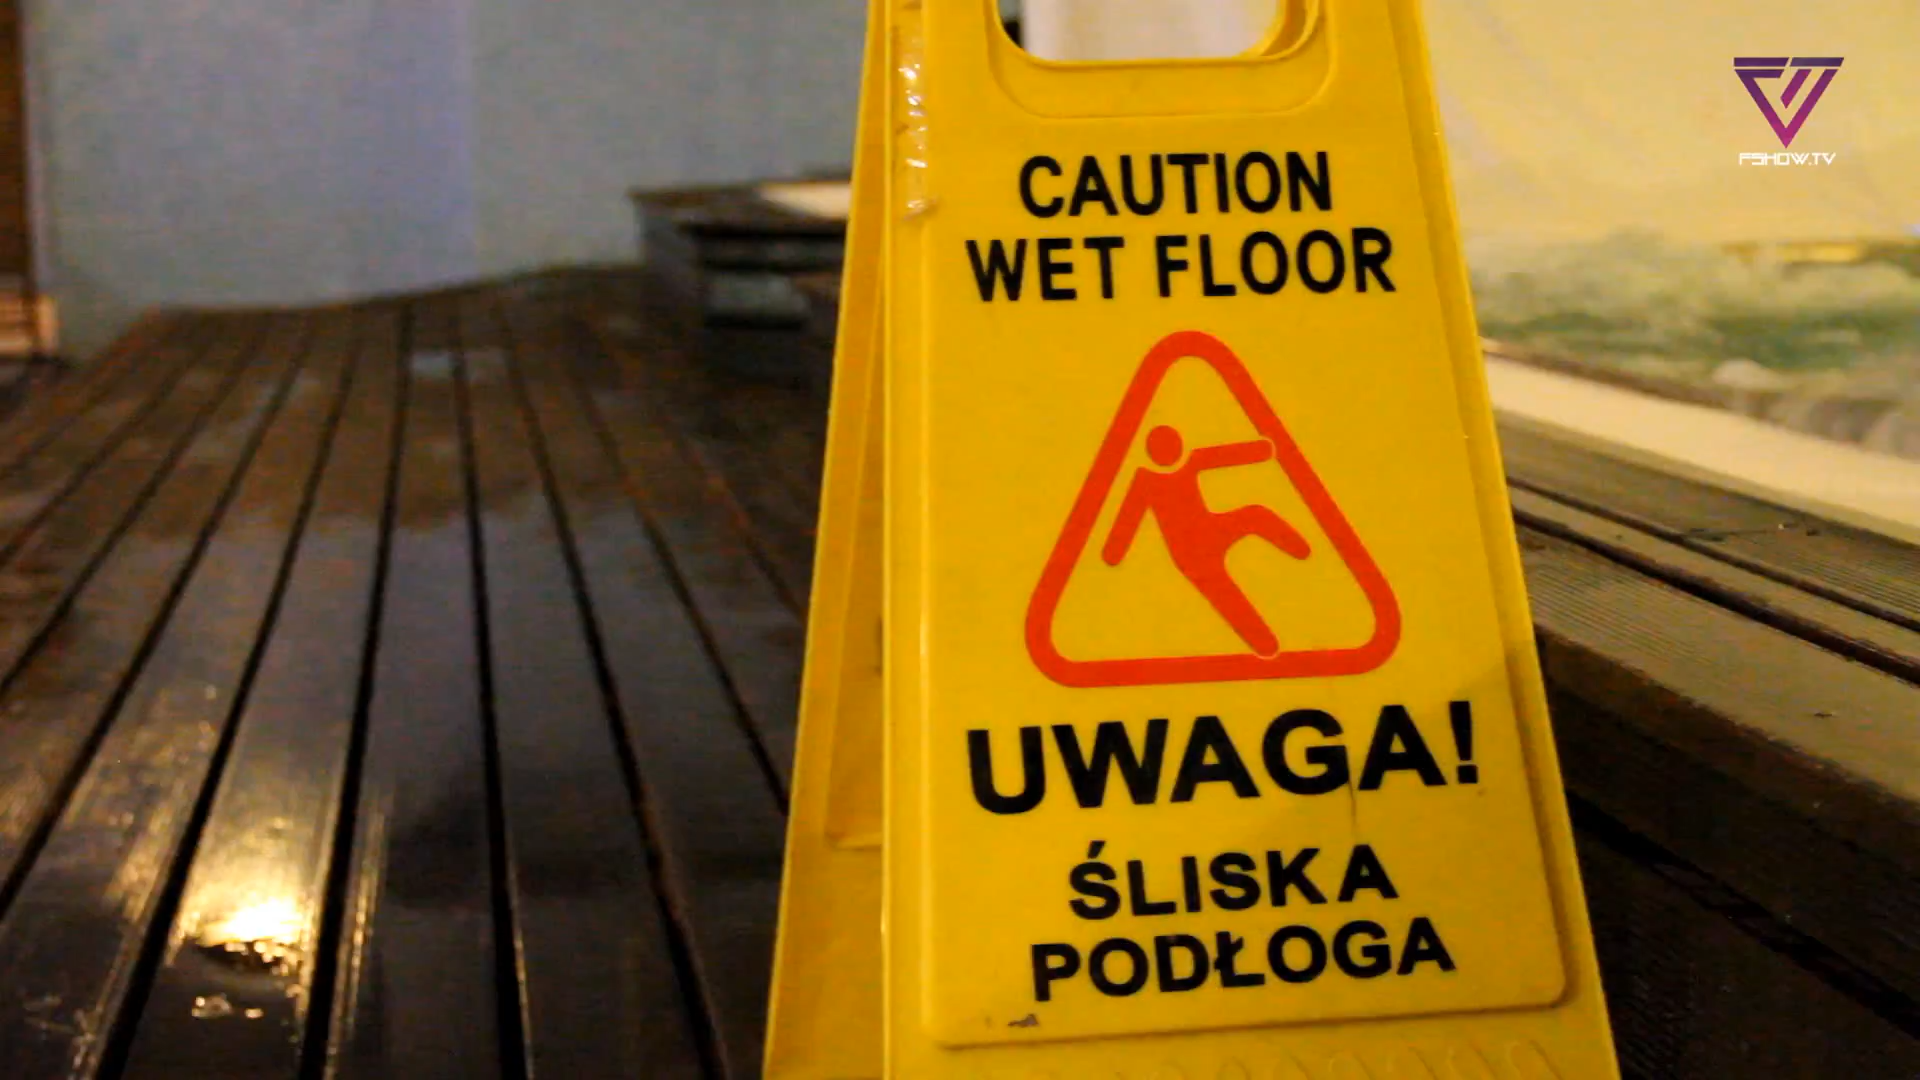 FSHOW.TV
CAUTION
WET FLOOR
UWAGA!
ŚLISKA
PODŁOGA